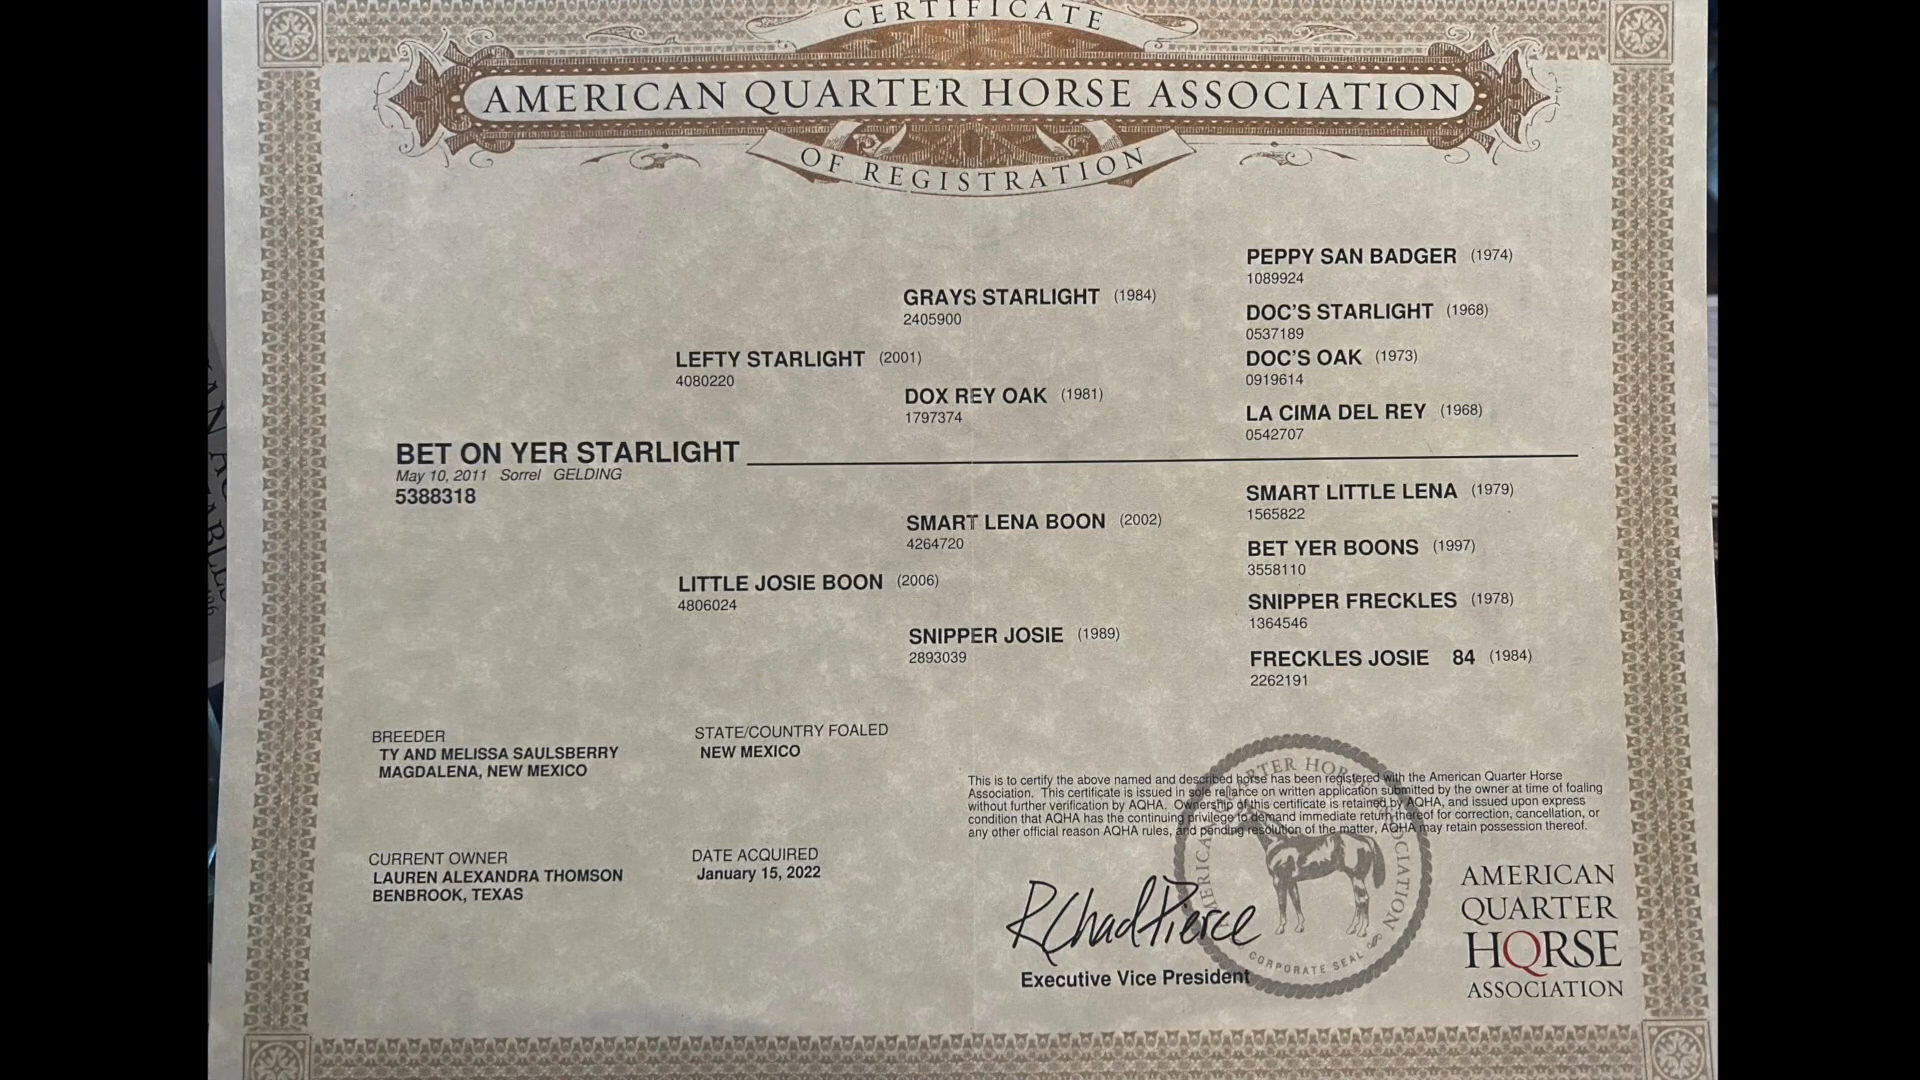 CERTIFICATE
AMERICAN QUARTER HORSE ASSOCIATION
OF REGISTRATION
PEPPY SAN BADGER (1974)
1089924
GRAYS STARLIGHT (1984)
2405900
DOC'S STARLIGHT (1968)
0537189
LEFTY STARLIGHT (2001)
4080220
DOC'S OAK (1973)
0919614
DOX REY OAK (1981)
1797374
LA CIMA DEL REY (1968)
0542707
BET ON YER STARLIGHT
May 10, 2011 Sorrel GELDING
5388318
SMART LITTLE LENA (1979)
1565822
SMART LENA BOON (2002)
4264720
BET YER BOONS (1997)
3558110
LITTLE JOSIE BOON (2006)
4806024
SNIPPER FRECKLES (1978)
1364546
SNIPPER JOSIE (1989)
2893039
FRECKLES JOSIE 84 (1984)
2262191
BREEDER
TY AND MELISSA SAULSBERRY
MAGDALENA, NEW MEXICO
STATE/COUNTRY FOALED
NEW MEXICO
This is to certify the above named and described horse has been registered with the American Quarter Horse
Association. This certificate is issued in sole reliance on written application submitted by the owner at time of foaling
without further verification by AQHA. Ownership of this certificate is retained by AQHA, and issued upon express
condition that AQHA has the continuing privilege to demand immediate return thereof for correction, cancellation, or
any other official reason AQHA rules, and pending resolution of the matter, AQHA may retain possession thereof.
CURRENT OWNER
LAUREN ALEXANDRA THOMSON
BENBROOK, TEXAS
DATE ACQUIRED
January 15, 2022
R Chad Pierce
Executive Vice President
AMERICAN QUARTER HORSE ASSOCIATION
CORPORATE SEAL
AMERICAN
QUARTER
HORSE
ASSOCIATION